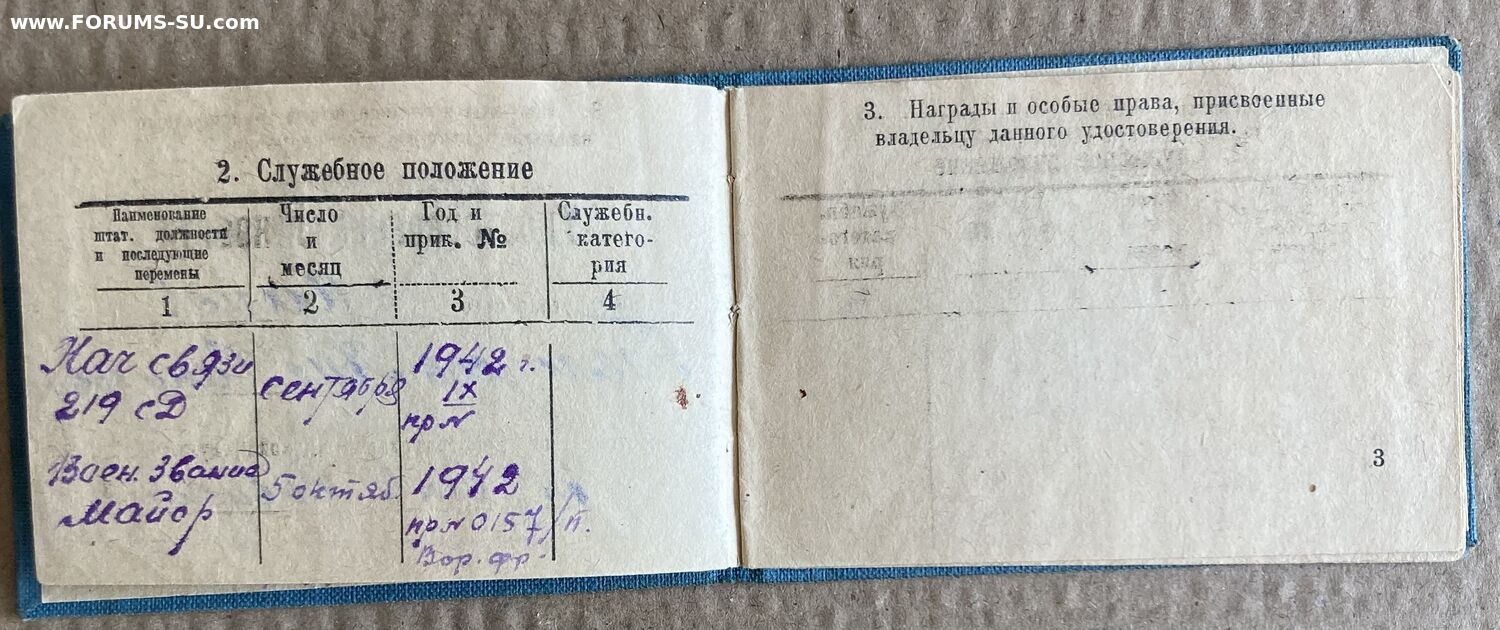 www.FORUMS-SU.com
2. Служебное положение
Наименование штат. должности и последующие перемены
Число и месяц
Год и прик. №
Служебн. катего-рия
1 2 3 4
Нач связи 219 сД
сентября
1942 г. IX пр №
Воен. Звание Майор
5 октяб.
1942 пр № 0157/п. Вор. фр.
3. Награды и особые права, присвоенные
владельцу данного удостоверения.
3